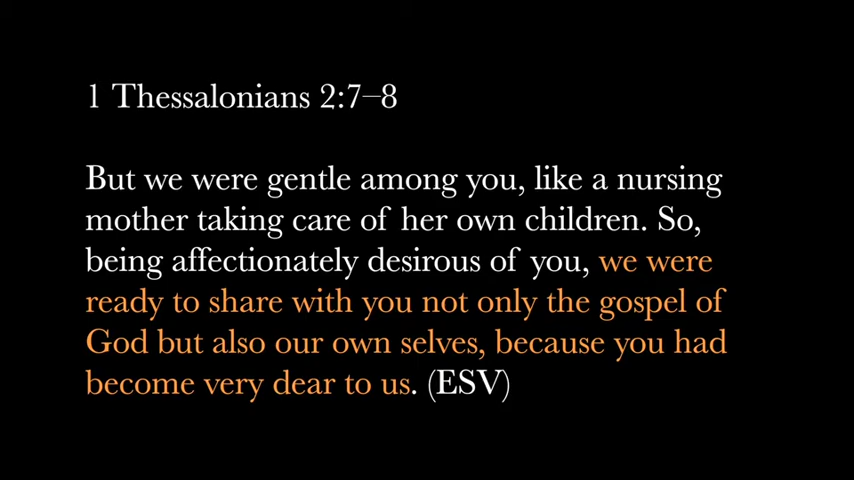 1 Thessalonians 2:7–8
But we were gentle among you, like a nursing
mother taking care of her own children. So,
being affectionately desirous of you, we were
ready to share with you not only the gospel of
God but also our own selves, because you had
become very dear to us. (ESV)